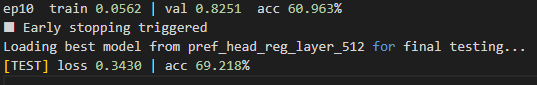 ep10  train 0.0562 | val 0.8251  acc 60.963%
Early stopping triggered
Loading best model from pref_head_reg_layer_512 for final testing...
[TEST] loss 0.3430 | acc 69.218%